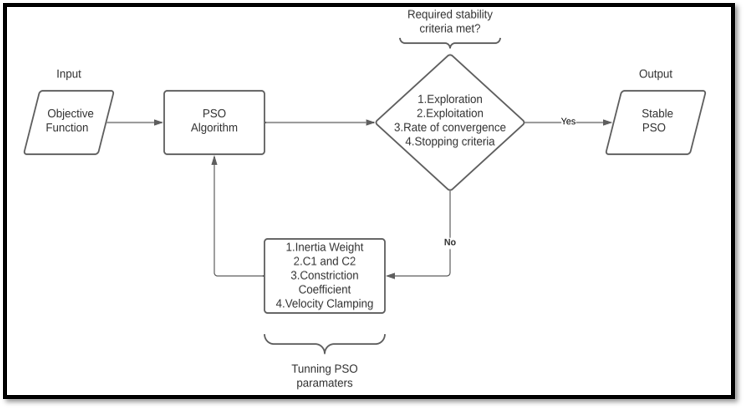 Required stability
criteria met?
Input
Output
Objective
Function
PSO
Algorithm
1.Exploration
2.Exploitation
3.Rate of convergence
4.Stopping criteria
Yes
Stable
PSO
No
1.Inertia Weight
2.C1 and C2
3.Constriction
Coefficient
4.Velocity Clamping
Tunning PSO
paramaters